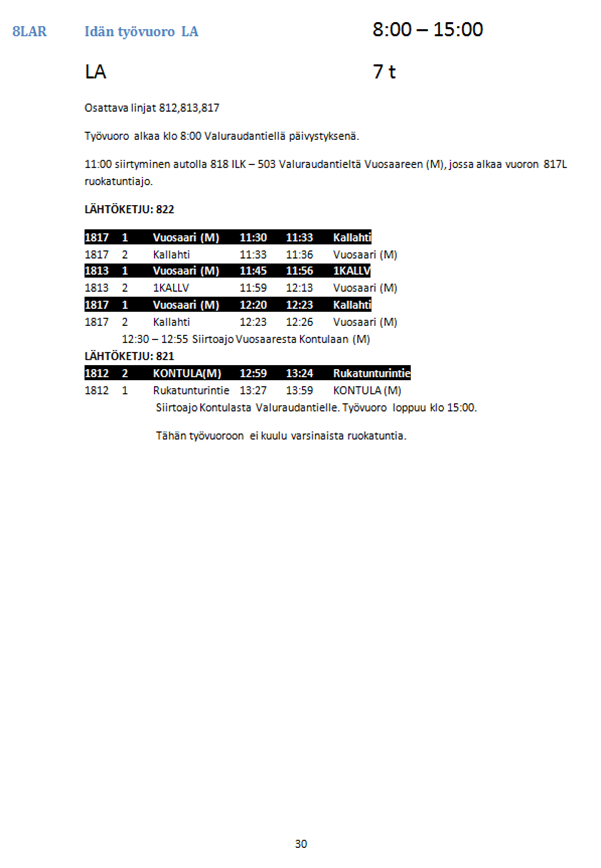 8LAR Idän työvuoro LA 8:00 – 15:00
LA 7 t
Osattava linjat 812,813,817
Työvuoro alkaa klo 8:00 Valuraudantiellä päivystyksenä.
11:00 siirtyminen autolla 818 ILK – 503 Valuraudantieltä Vuosaareen (M), jossa alkaa vuoron 817L
ruokatuntiajo.
LÄHTÖKETJU: 822
1817 1 Vuosaari (M) 11:30 11:33 Kallahti
1817 2 Kallahti 11:33 11:36 Vuosaari (M)
1813 1 Vuosaari (M) 11:45 11:56 1KALLV
1813 2 1KALLV 11:59 12:13 Vuosaari (M)
1817 1 Vuosaari (M) 12:20 12:23 Kallahti
1817 2 Kallahti 12:23 12:26 Vuosaari (M)
12:30 – 12:55 Siirtoajo Vuosaaresta Kontulaan (M)
LÄHTÖKETJU: 821
1812 2 KONTULA(M) 12:59 13:24 Rukatunturintie
1812 1 Rukatunturintie 13:27 13:59 KONTULA (M)
Siirtoajo Kontulasta Valuraudantielle. Työvuoro loppuu klo 15:00.
Tähän työvuoroon ei kuulu varsinaista ruokatuntia.
30